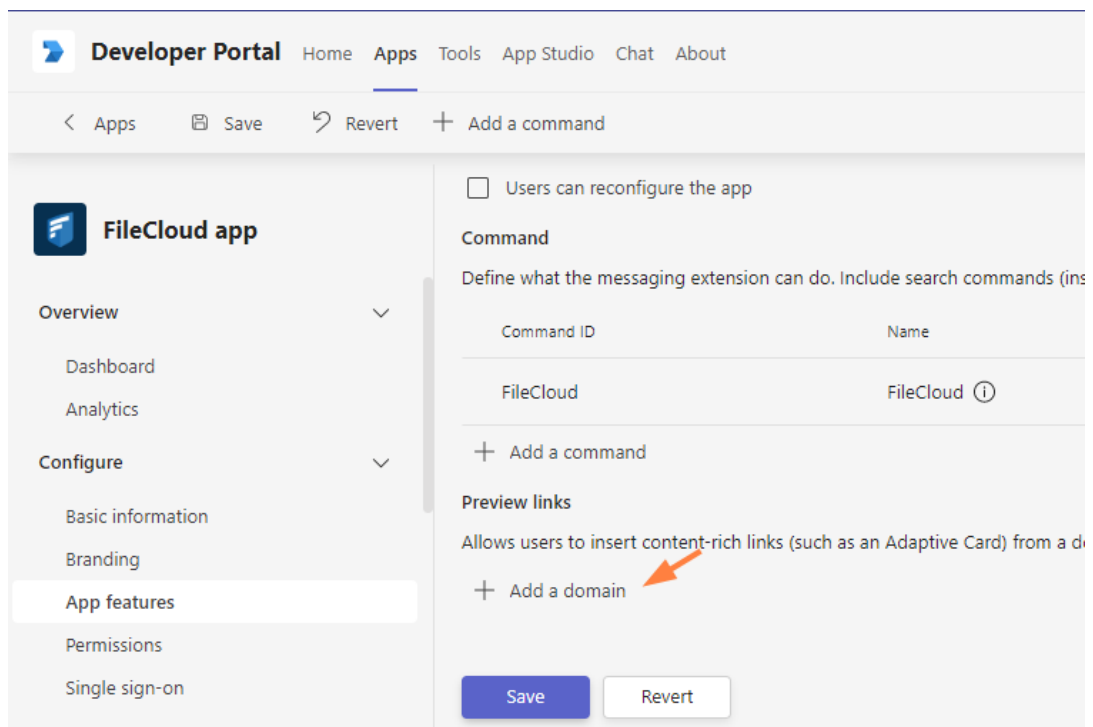 Developer Portal Home Apps Tools App Studio Chat About
Apps Save Revert Add a command
FileCloud app
Overview
Dashboard
Analytics
Configure
Basic information
Branding
App features
Permissions
Single sign-on
Users can reconfigure the app
Command
Define what the messaging extension can do. Include search commands (ins
Command ID Name
FileCloud FileCloud
Add a command
Preview links
Allows users to insert content-rich links (such as an Adaptive Card) from a
Add a domain
Save Revert